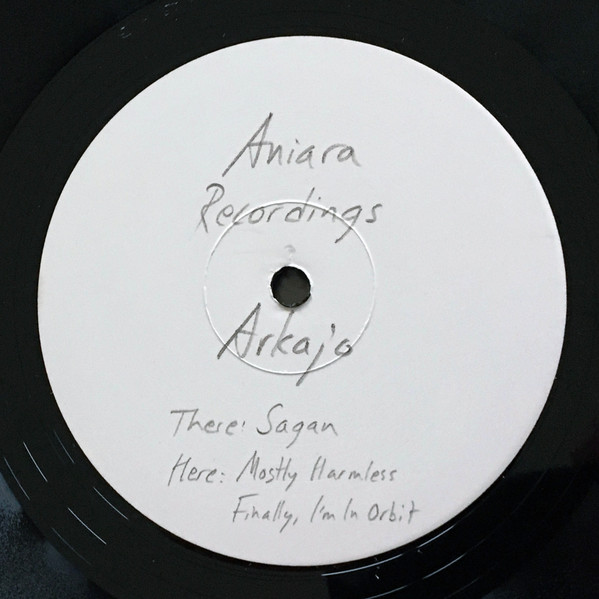 Aniara
Recordings
Arkajo
There: Sagan
Here: Mostly Harmless
Finally, I'm In Orbit